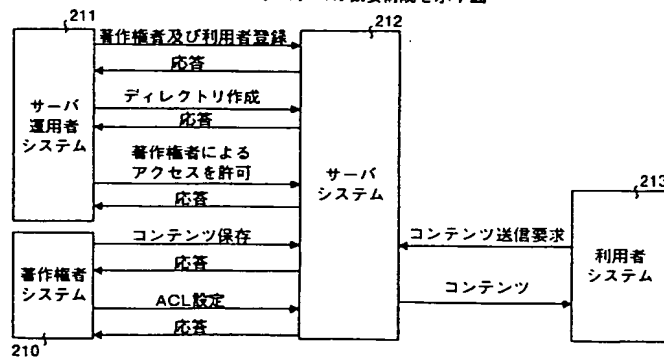 211
212
著作権者及び利用者登録
応答
ディレクトリ作成
応答
サーバ
運用者
システム
著作権者による
アクセスを許可
応答
サーバ
システム
213
コンテンツ保存
応答
コンテンツ送信要求
利用者
システム
著作権者
システム
ACL設定
応答
コンテンツ
210